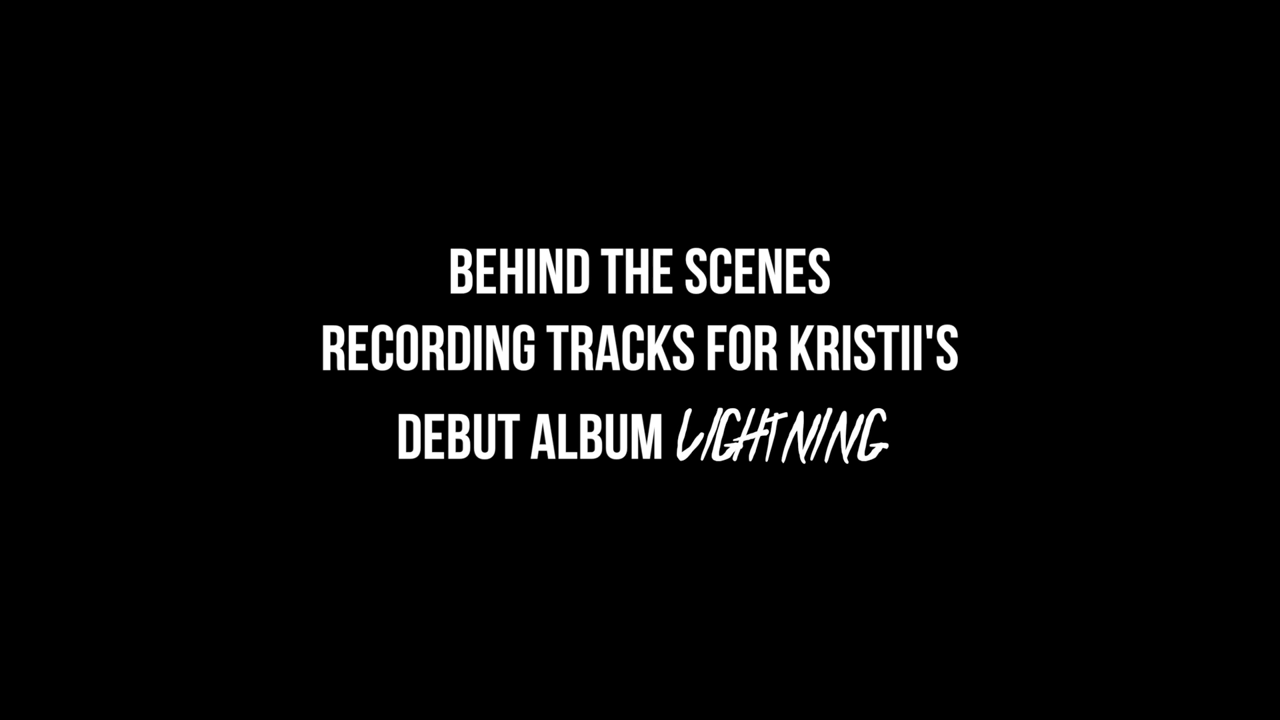 BEHIND THE SCENES
RECORDING TRACKS FOR KRISTII'S
DEBUT ALBUM LIGHTNING